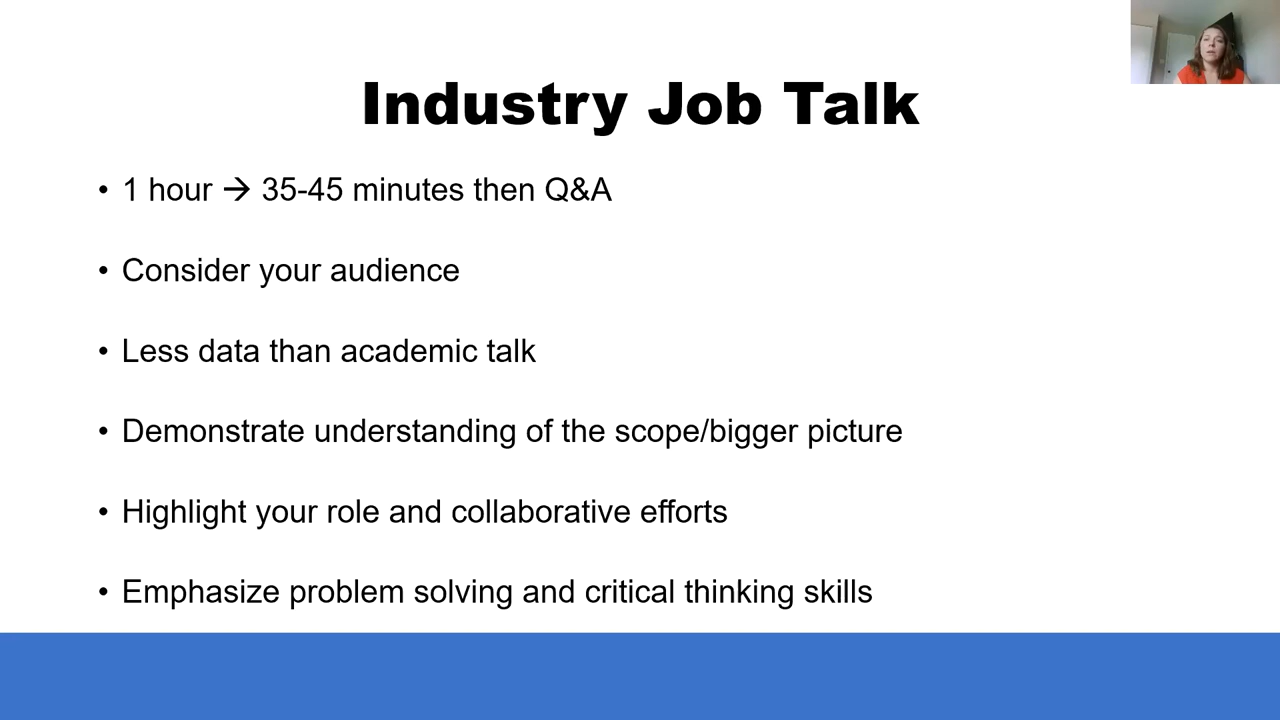 Industry Job Talk
• 1 hour → 35-45 minutes then Q&A
• Consider your audience
• Less data than academic talk
• Demonstrate understanding of the scope/bigger picture
• Highlight your role and collaborative efforts
• Emphasize problem solving and critical thinking skills